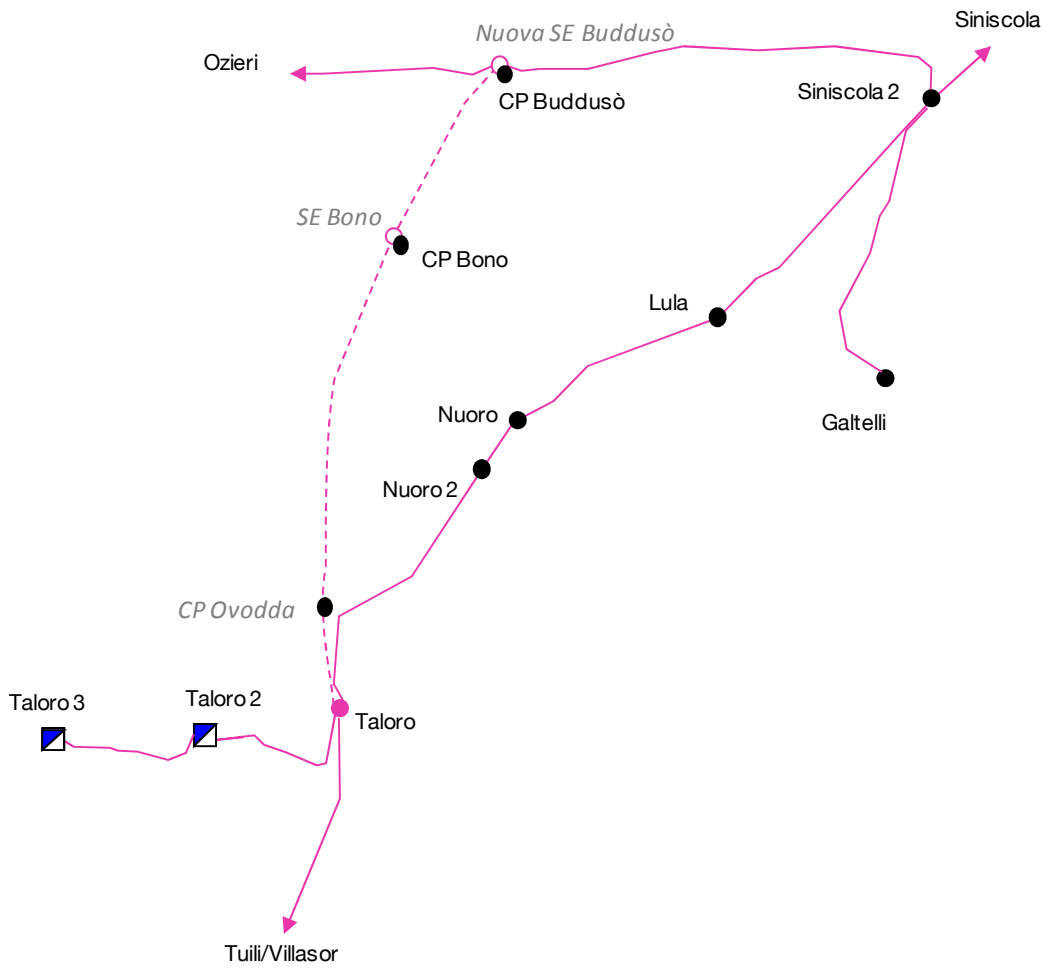 Siniscola
Nuova SE Buddusò
Ozieri
Siniscola 2
CP Buddusò
SE Bono
CP Bono
Lula
Nuoro
Galtelli
Nuoro 2
CP Ovodda
Taloro 3
Taloro 2
Taloro
Tuili/Villasor